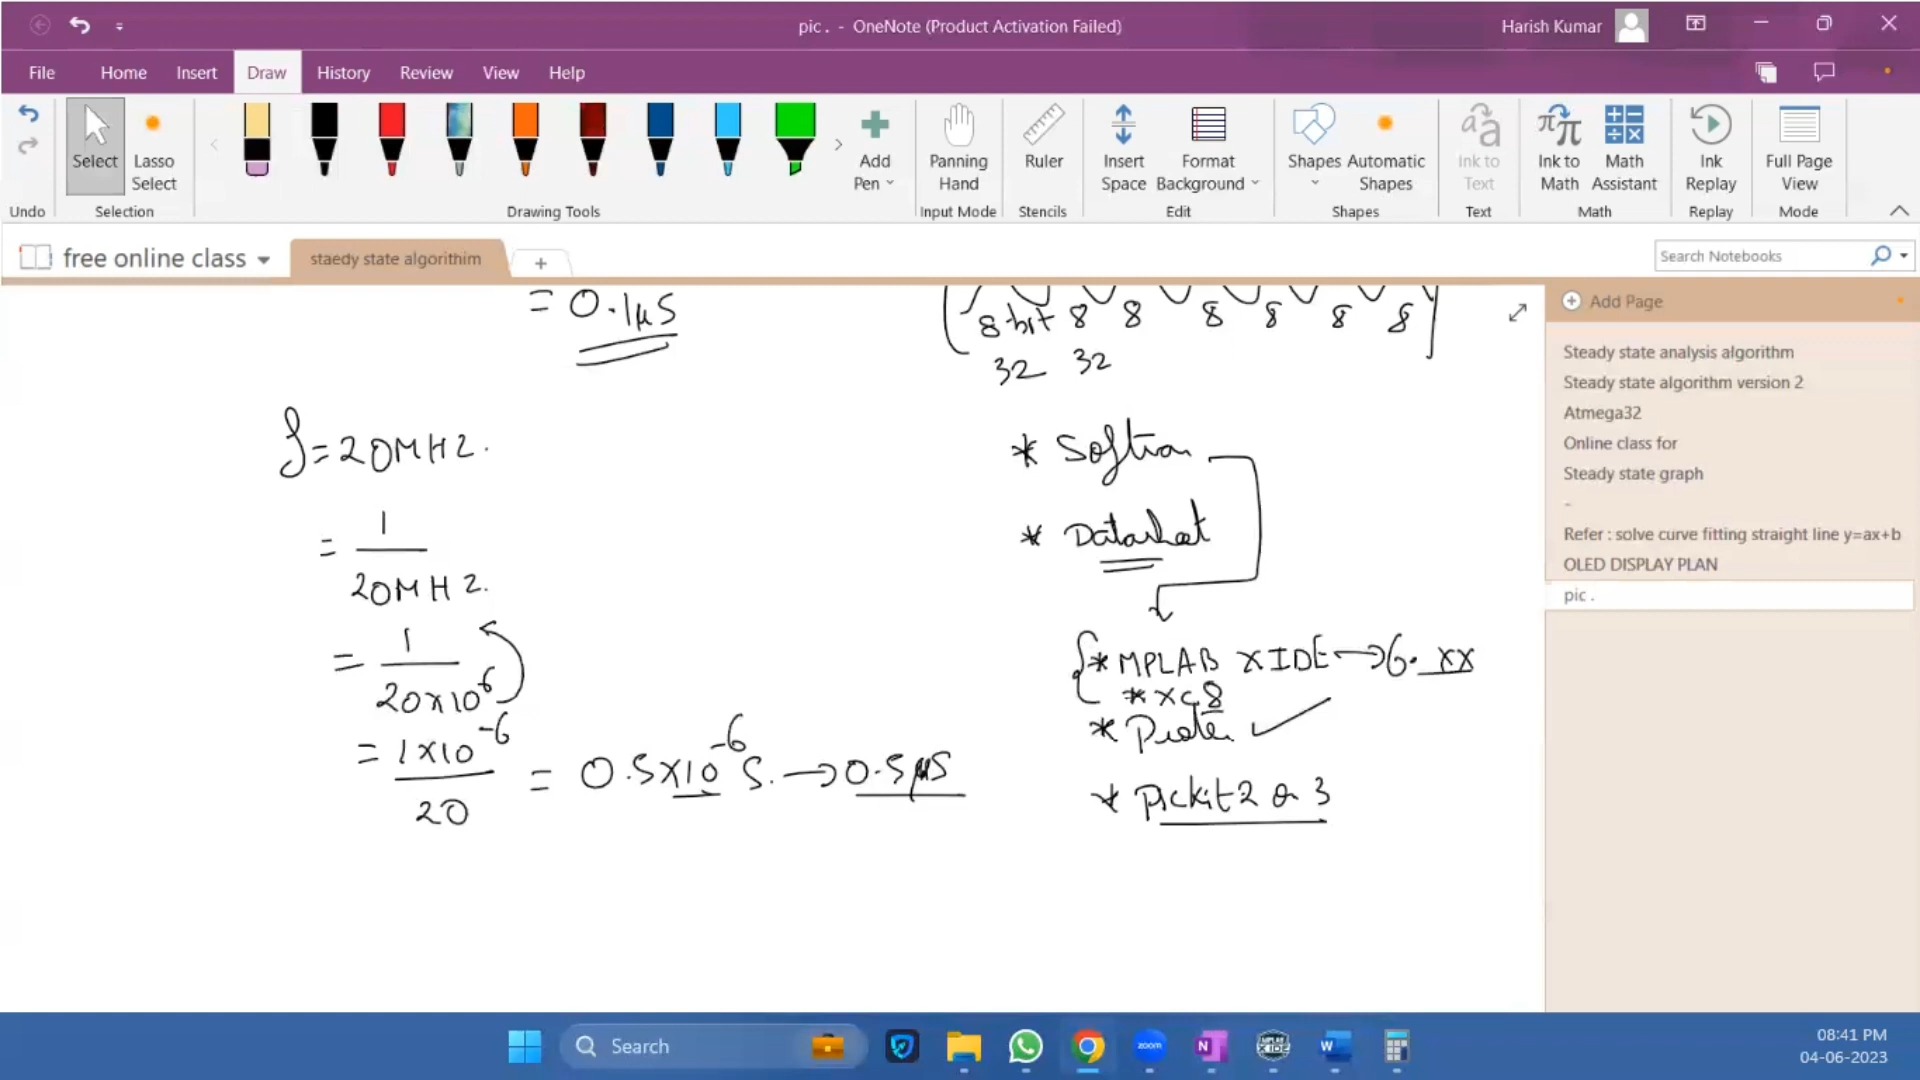 pic . - OneNote (Product Activation Failed)
Harish Kumar
File Home Insert Draw History Review View Help
Select
Lasso Select
Add Pen
Panning Hand
Ruler
Insert Space
Format Background
Shapes
Automatic Shapes
Ink to Text
Ink to Math
Math Assistant
Ink Replay
Full Page View
Undo Selection Drawing Tools Input Mode Stencils Edit Shapes Text Math Replay Mode
free online class
staedy state algorithim
+
Search Notebooks
Add Page
Steady state analysis algorithm
Steady state algorithm version 2
Atmega32
Online class for
Steady state graph
-
Refer : solve curve fitting straight line y=ax+b
OLED DISPLAY PLAN
pic .
= 0.1μS
f=20MHZ.
= 1
20MHZ.
= 1
20x10^6
= 1x10^-6
20
= 0.5x10^-6 S. → 0.5μS
8 bit 8 8 8 8 8 8
32 32
* Datasheet
{* MPLAB XIDE → 6.xx
* xc8
* Pickit 2 or 3
Search
zoom
08:41 PM
04-06-2023